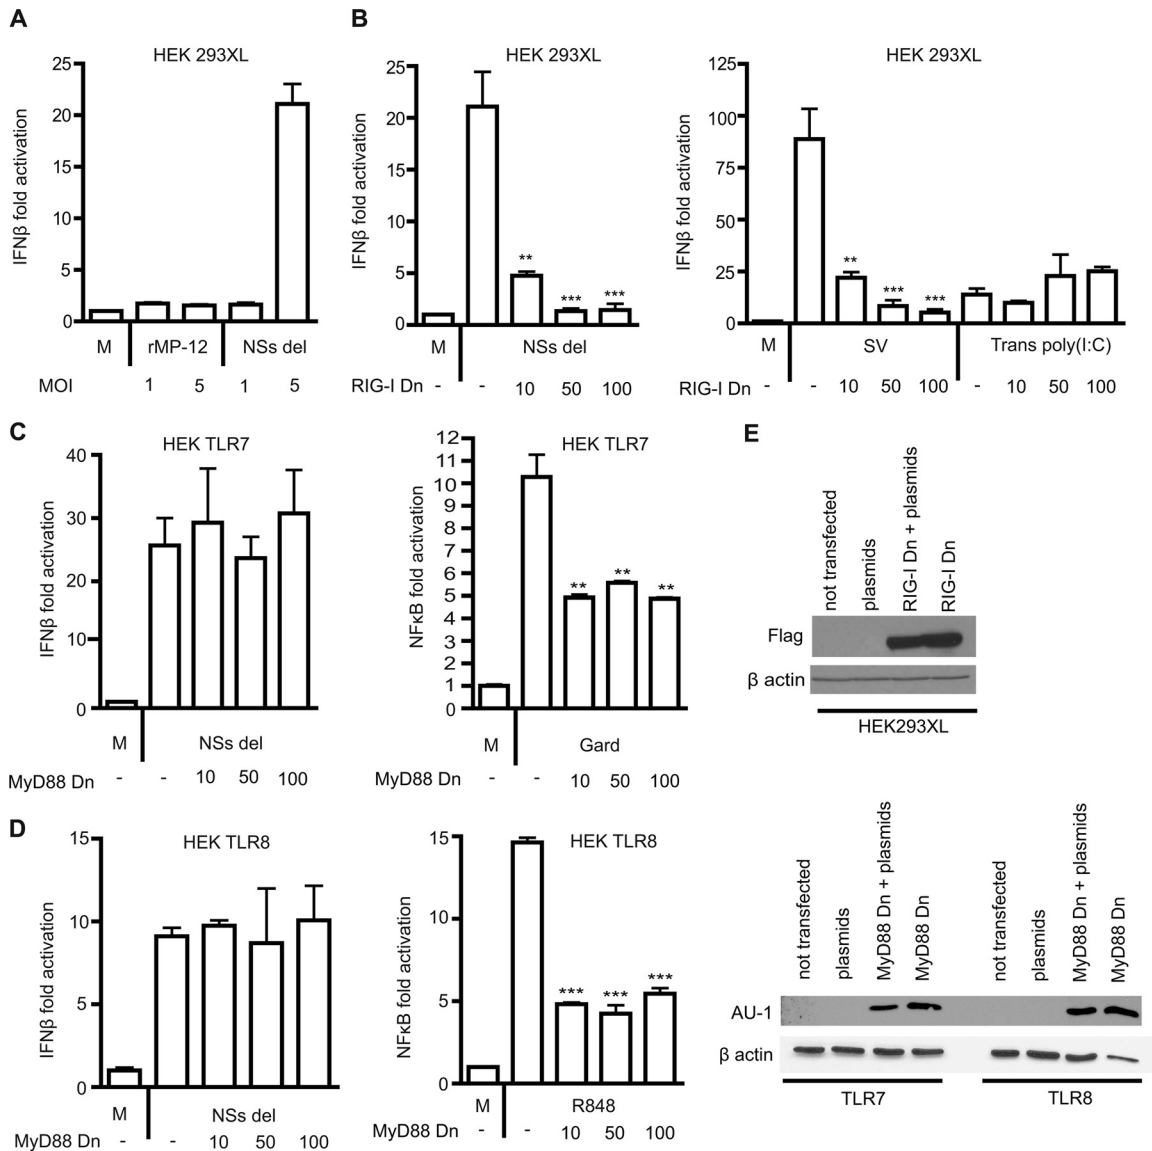 A
HEK 293XL
IFNβ fold activation
25
20
15
10
5
0
M rMP-12 NSs del
MOI 1 5 1 5
B
HEK 293XL
IFNβ fold activation
25
20
15
10
5
0
M NSs del
RIG-I Dn - - 10 50 100
** *** ***
HEK 293XL
IFNβ fold activation
125
100
75
50
25
0
** *** ***
M SV Trans poly(I:C)
RIG-I Dn - - 10 50 100 - 10 50 100
C
HEK TLR7
IFNβ fold activation
40
30
20
10
0
M NSs del
MyD88 Dn - - 10 50 100
HEK TLR7
NFκB fold activation
12
11
10
9
8
7
6
5
4
3
2
1
0
** ** **
M Gard
MyD88 Dn - - 10 50 100
D
HEK TLR8
IFNβ fold activation
15
10
5
0
M NSs del
MyD88 Dn - - 10 50 100
HEK TLR8
NFκB fold activation
15
10
5
0
*** *** ***
M R848
MyD88 Dn - - 10 50 100
E
not transfected
plasmids
RIG-I Dn + plasmids
RIG-I Dn
Flag
β actin
HEK293XL
not transfected
plasmids
MyD88 Dn + plasmids
MyD88 Dn
not transfected
plasmids
MyD88 Dn + plasmids
MyD88 Dn
AU-1
β actin
TLR7 TLR8